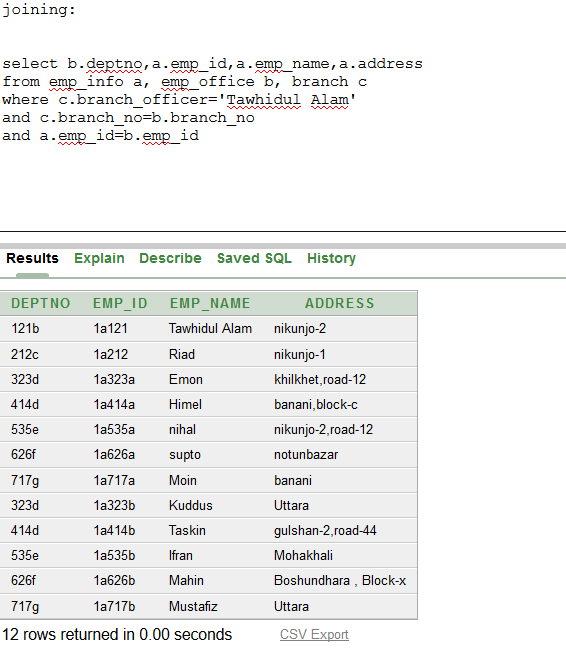 joining:
select b.deptno,a.emp_id,a.emp_name,a.address
from emp_info a, emp_office b, branch c
where c.branch_officer='Tawhidul Alam'
and c.branch_no=b.branch_no
and a.emp_id=b.emp_id
Results Explain Describe Saved SQL History
DEPTNO EMP_ID EMP_NAME ADDRESS
121b 1a121 Tawhidul Alam nikunjo-2
212c 1a212 Riad nikunjo-1
323d 1a323a Emon khilkhet,road-12
414d 1a414a Himel banani,block-c
535e 1a535a nihal nikunjo-2,road-12
626f 1a626a supto notunbazar
717g 1a717a Moin banani
323d 1a323b Kuddus Uttara
414d 1a414b Taskin gulshan-2,road-44
535e 1a535b Ifran Mohakhali
626f 1a626b Mahin Boshundhara , Block-x
717g 1a717b Mustafiz Uttara
12 rows returned in 0.00 seconds CSV Export